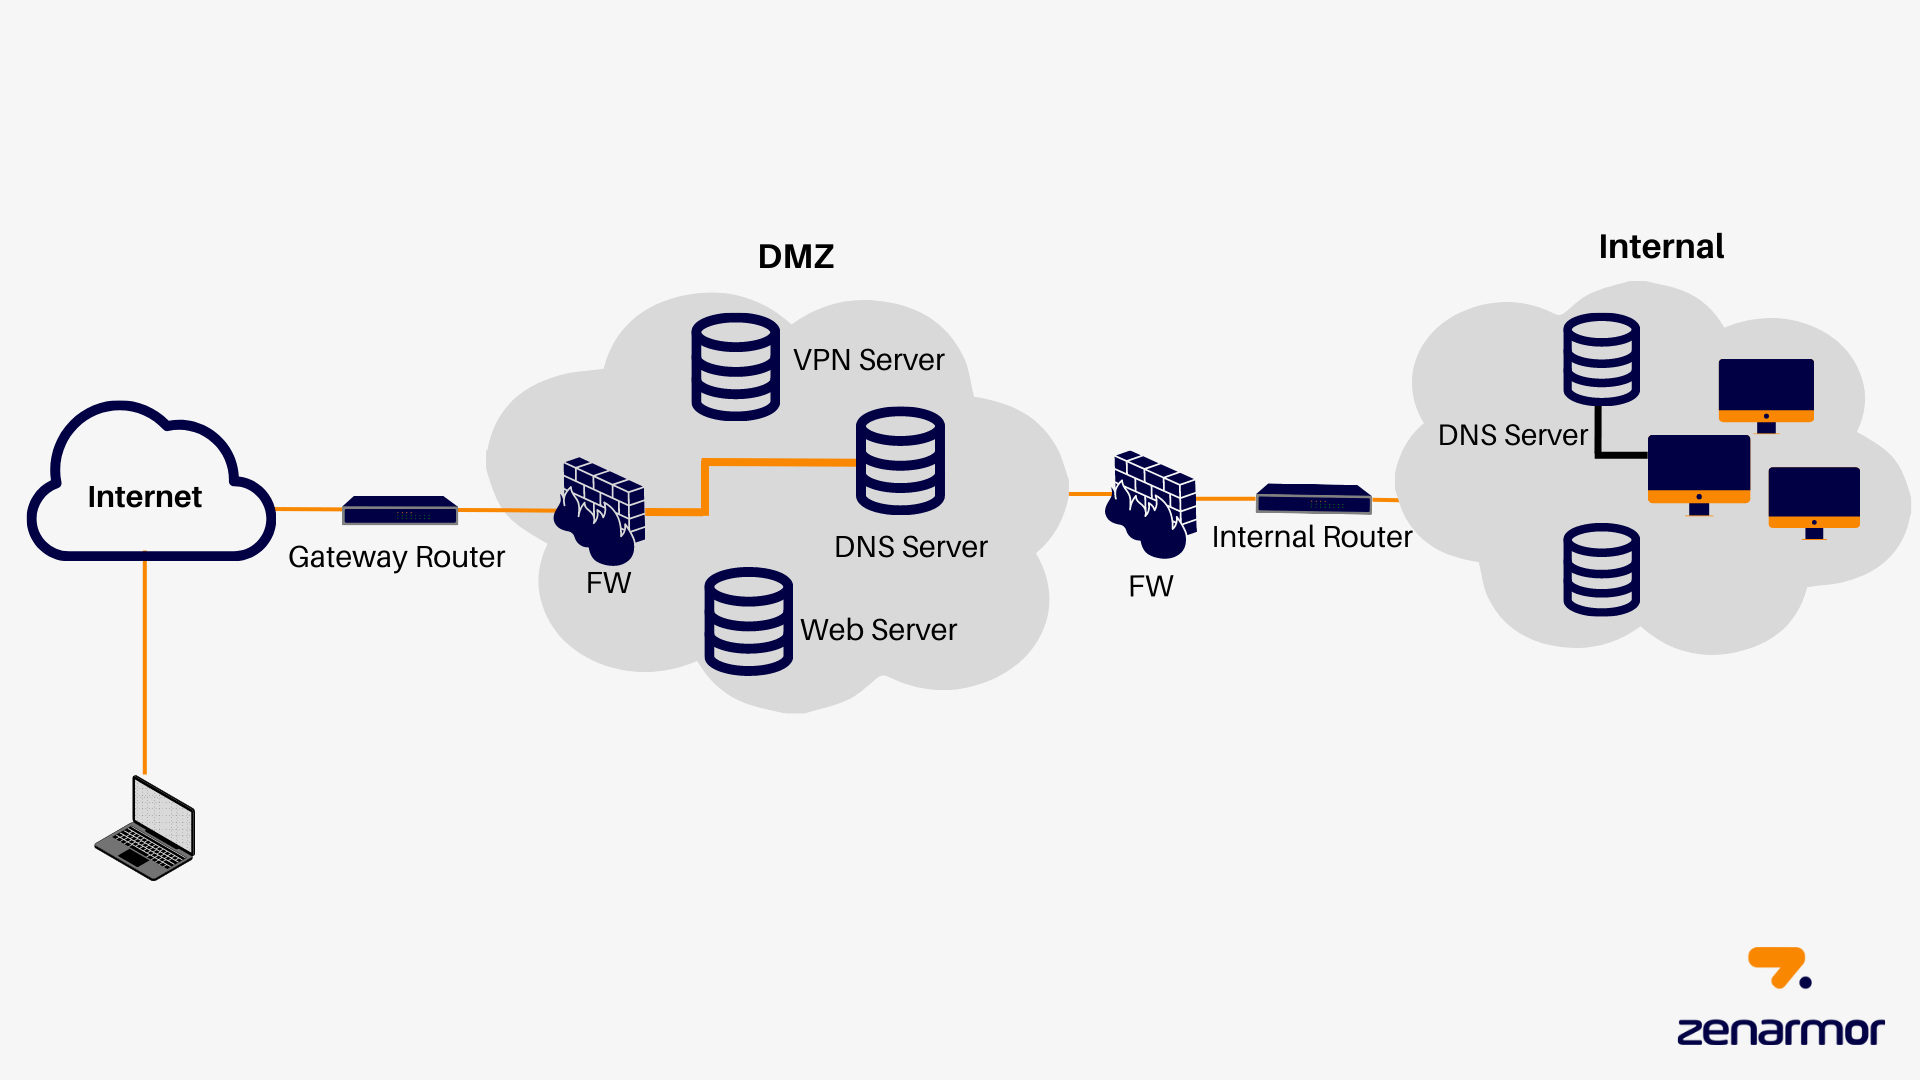 DMZ
Internal
VPN Server
DNS Server
Internet
Gateway Router
FW
DNS Server
Web Server
FW
Internal Router
zenarmor